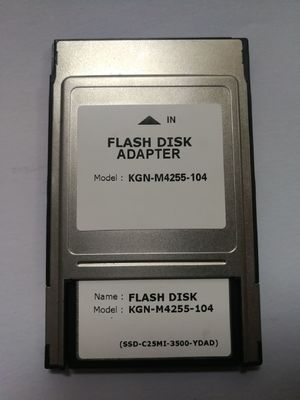 IN
FLASH DISK
ADAPTER
Model : KGN-M4255-104
Name : FLASH DISK
Model : KGN-M4255-104
(SSD-C25MI-3500-YDAD)